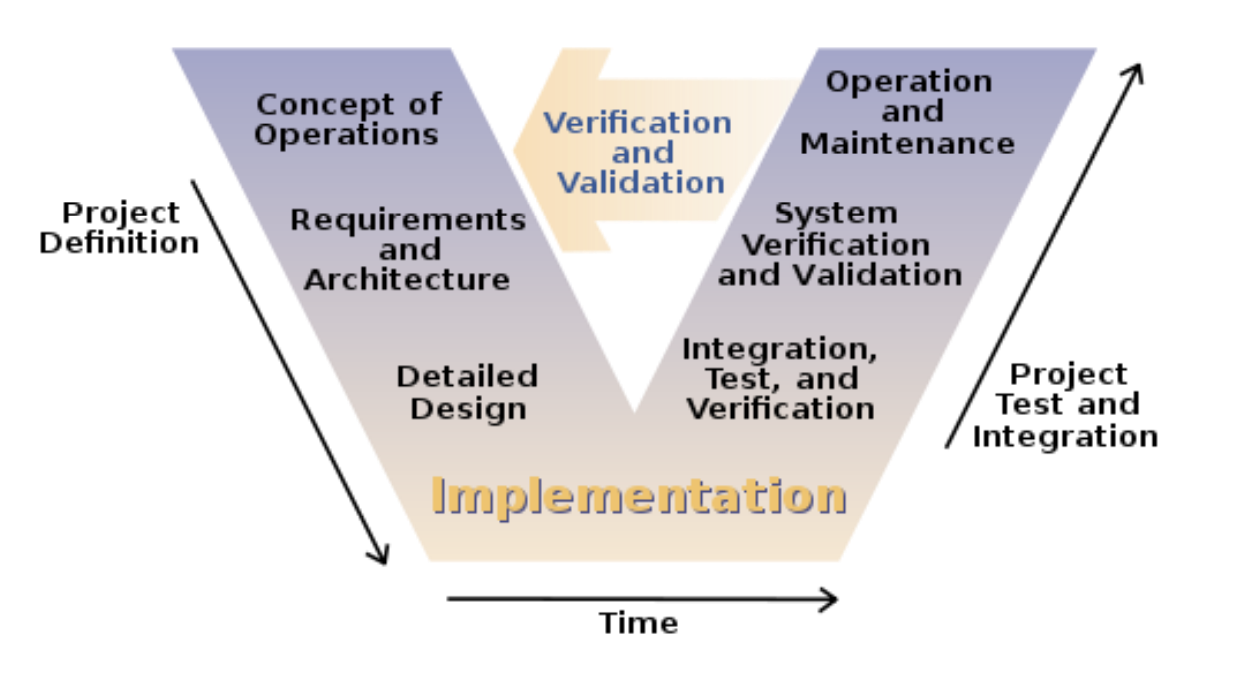 Concept of
Operations
Requirements
and
Architecture
Detailed
Design
Project
Definition
Verification
and
Validation
Implementation
Operation
and
Maintenance
System
Verification
and Validation
Integration,
Test, and
Verification
Project
Test and
Integration
Time